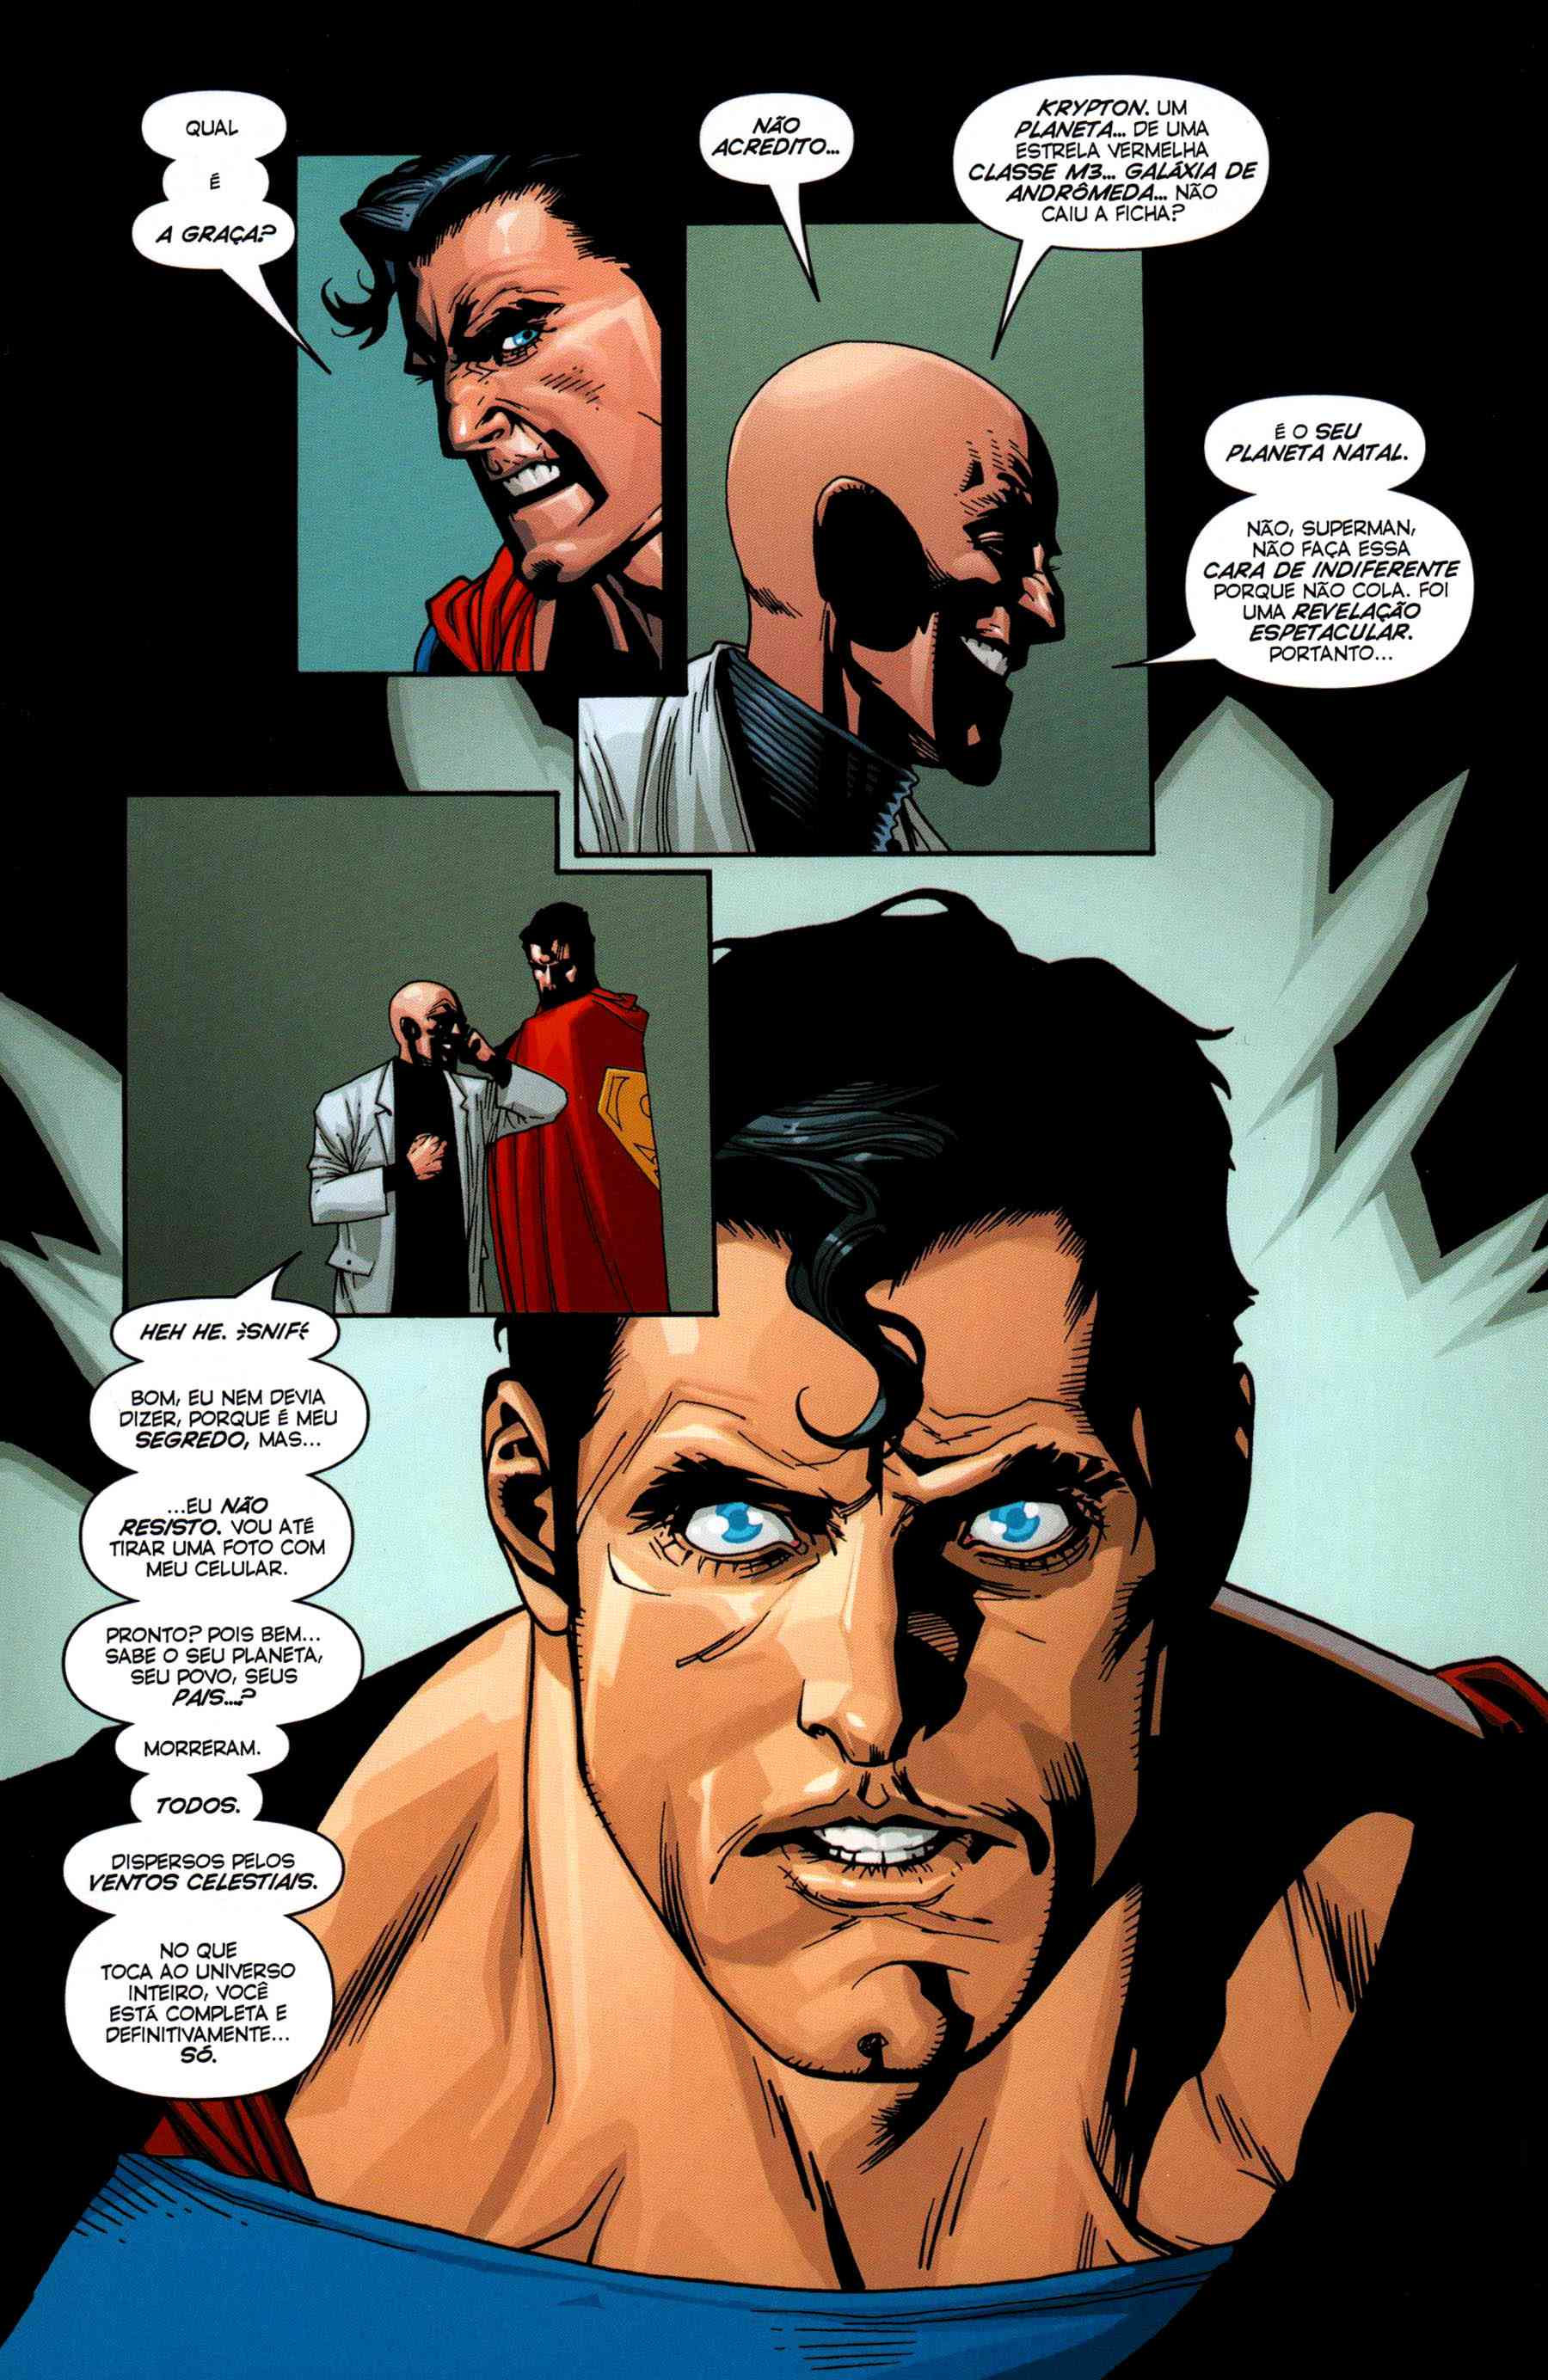 QUAL
É
A GRAÇA?
NÃO
ACREDITO...
KRYPTON. UM
PLANETA... DE UMA
ESTRELA VERMELHA
CLASSE M3... GALÁXIA DE
ANDRÔMEDA... NÃO
CAIU A FICHA?
É O SEU
PLANETA NATAL.
NÃO, SUPERMAN,
NÃO FAÇA ESSA
CARA DE INDIFERENTE
PORQUE NÃO COLA. FOI
UMA REVELAÇÃO
ESPETACULAR.
PORTANTO...
HEH HE. >SNIF<
BOM, EU NEM DEVIA
DIZER, PORQUE É MEU
SEGREDO, MAS...
...EU NÃO
RESISTO. VOU ATÉ
TIRAR UMA FOTO COM
MEU CELULAR.
PRONTO? POIS BEM...
SABE O SEU PLANETA,
SEU POVO, SEUS
PAIS...?
MORRERAM.
TODOS.
DISPERSOS PELOS
VENTOS CELESTIAIS.
NO QUE
TOCA AO UNIVERSO
INTEIRO, VOCÊ
ESTÁ COMPLETA E
DEFINITIVAMENTE...
SÓ.